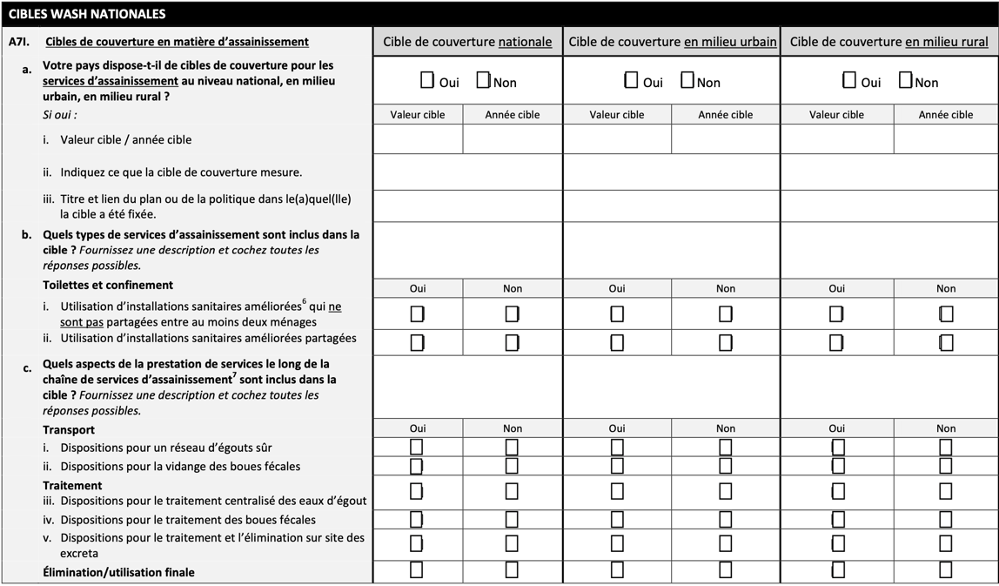 CIBLES WASH NATIONALES
A7I. Cibles de couverture en matière d’assainissement
Cible de couverture nationale
Cible de couverture en milieu urbain
Cible de couverture en milieu rural
a. Votre pays dispose-t-il de cibles de couverture pour les
services d’assainissement au niveau national, en milieu
urbain, en milieu rural ?
Oui Non
Oui Non
Oui Non
Si oui :
Valeur cible Année cible Valeur cible Année cible Valeur cible Année cible
i. Valeur cible / année cible
ii. Indiquez ce que la cible de couverture mesure.
iii. Titre et lien du plan ou de la politique dans le(a)quel(lle)
la cible a été fixée.
b. Quels types de services d’assainissement sont inclus dans la
cible ? Fournissez une description et cochez toutes les
réponses possibles.
Toilettes et confinement
Oui Non Oui Non Oui Non
i. Utilisation d’installations sanitaires améliorées6 qui ne
sont pas partagées entre au moins deux ménages
ii. Utilisation d’installations sanitaires améliorées partagées
c. Quels aspects de la prestation de services le long de la
chaîne de services d’assainissement7 sont inclus dans la
cible ? Fournissez une description et cochez toutes les
réponses possibles.
Transport
Oui Non Oui Non Oui Non
i. Dispositions pour un réseau d’égouts sûr
ii. Dispositions pour la vidange des boues fécales
Traitement
iii. Dispositions pour le traitement centralisé des eaux d’égout
iv. Dispositions pour le traitement des boues fécales
v. Dispositions pour le traitement et l’élimination sur site des
excreta
Élimination/utilisation finale